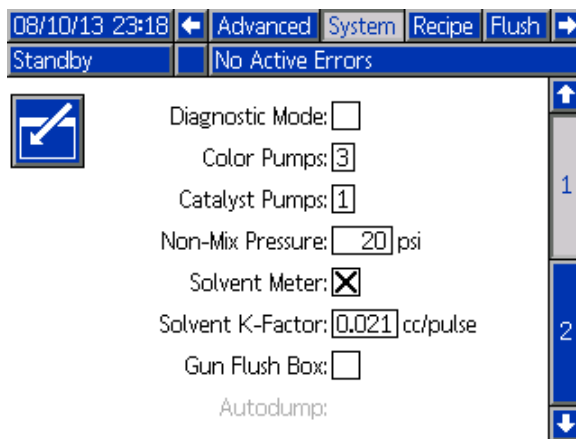 08/10/13 23:18 Advanced System Recipe Flush
Standby No Active Errors
Diagnostic Mode:
Color Pumps: 3
1
Catalyst Pumps: 1
Non-Mix Pressure: 20 psi
Solvent Meter:
Solvent K-Factor: 0.021 cc/pulse
2
Gun Flush Box:
Autodump: